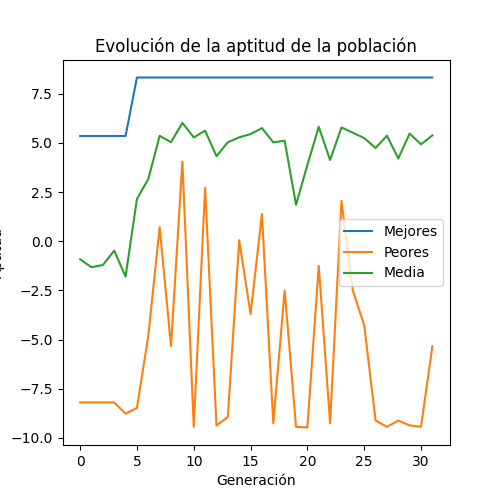 Evolución de la aptitud de la población
7.5
5.0
2.5
0.0
−2.5
−5.0
−7.5
−10.0
Mejores
Peores
Media
0 5 10 15 20 25 30
Generación